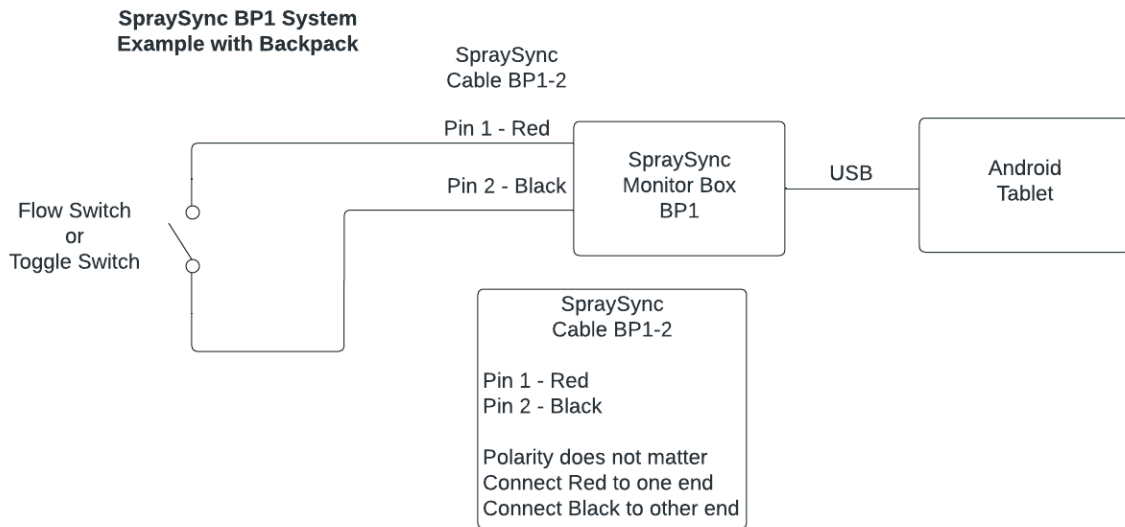 SpraySync BP1 System
Example with Backpack
SpraySync
Cable BP1-2
Pin 1 - Red
Pin 2 - Black
Flow Switch
or
Toggle Switch
SpraySync
Monitor Box
BP1
USB
Android
Tablet
SpraySync
Cable BP1-2
Pin 1 - Red
Pin 2 - Black
Polarity does not matter
Connect Red to one end
Connect Black to other end